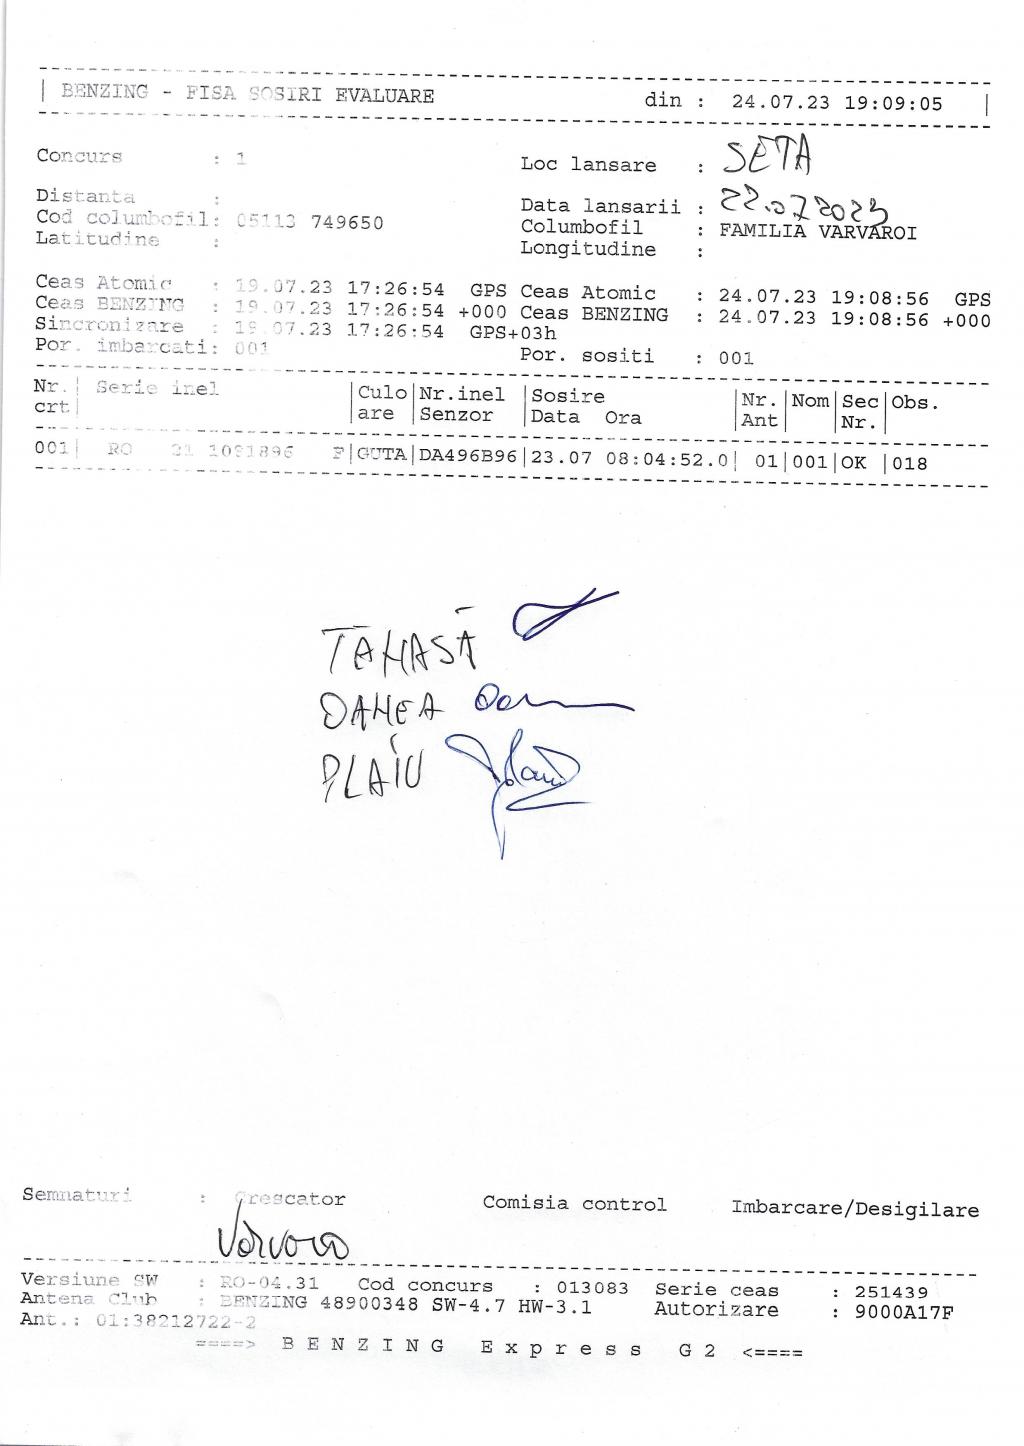 BENZING - FISA SOSIRI EVALUARE din : 24.07.23 19:09:05
Concurs : 1 Loc lansare : SETA
Distanta : Data lansarii : 22.07 2023
Cod columbofil: 05113 749650 Columbofil : FAMILIA VARVAROI
Latitudine : Longitudine :
Ceas Atomic : 19.07.23 17:26:54 GPS Ceas Atomic : 24.07.23 19:08:56 GPS
Ceas BENZING : 19.07.23 17:26:54 +000 Ceas BENZING : 24.07.23 19:08:56 +000
Sincronizare : 19.07.23 17:26:54 GPS+03h
Por. imbarcati: 001 Por. sositi : 001
Nr. | Serie inel |Culo|Nr.inel |Sosire |Nr. |Nom|Sec|Obs.
crt| |are |Senzor |Data Ora |Ant | |Nr.|
001| RO 21 1081896 F|GUTA|DA496B96|23.07 08:04:52.0| 01|001|OK |018
TĂMASĂ
DAMEA
PLAIU
Semnaturi : Crescator Comisia control Imbarcare/Desigilare
Versiune SW : RO-04.31 Cod concurs : 013083 Serie ceas : 251439
Antena Club : BENZING 48900348 SW-4.7 HW-3.1 Autorizare : 9000A17F
Ant.: 01:38212722-2
====> B E N Z I N G E x p r e s s G 2 <====